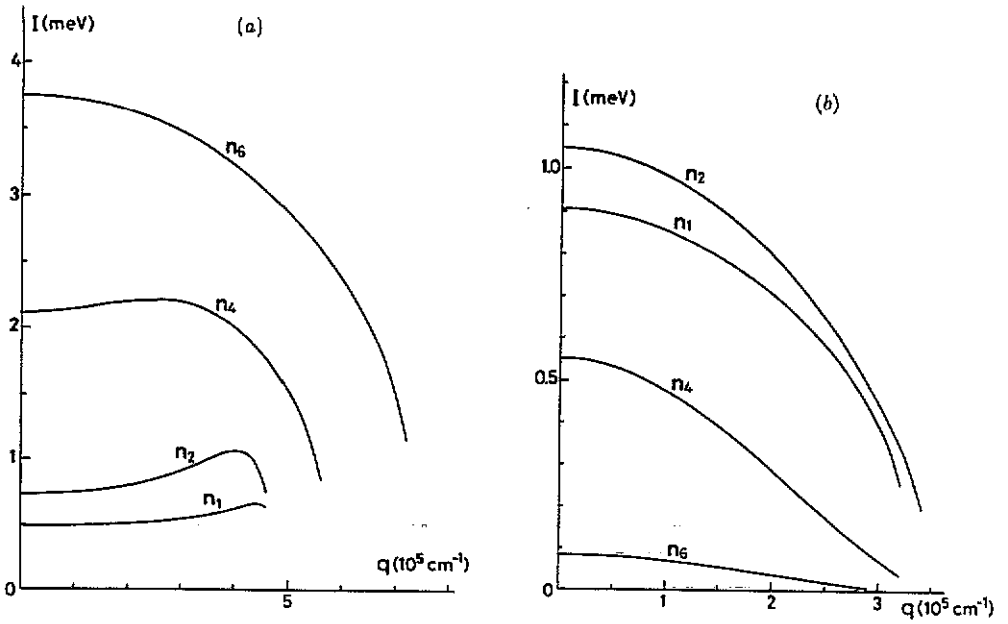 I (meV)
(a)
4
3
2
1
0
n6
n4
n2
n1
5
q (10⁵ cm⁻¹)
I (meV)
(b)
1.0
0.5
0
n2
n1
n4
n6
1
2
3
q (10⁵ cm⁻¹)